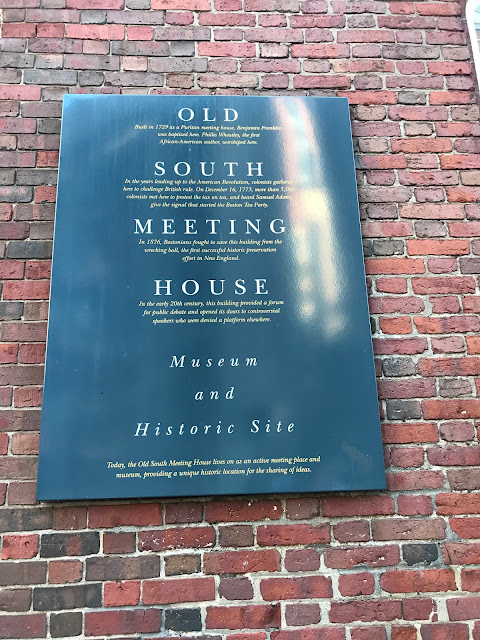 OLD
Built in 1729 as a Puritan meeting house, Benjamin Franklin
was baptised here. Phillis Wheatley, the first
African-American author, worshiped here.
SOUTH
In the years leading up to the American Revolution, colonists gathered
here to challenge British rule. On December 16, 1773, more than 5,000
colonists met here to protest the tax on tea, and heard Samuel Adams
give the signal that started the Boston Tea Party.
MEETING
In 1876, Bostonians fought to save this building from the
wrecking ball, the first successful historic preservation
effort in New England.
HOUSE
In the early 20th century, this building provided a forum
for public debate and opened its doors to controversial
speakers who were denied a platform elsewhere.
Museum
and
Historic Site
Today, the Old South Meeting House lives on as an active meeting place and
museum, providing a unique historic location for the sharing of ideas.